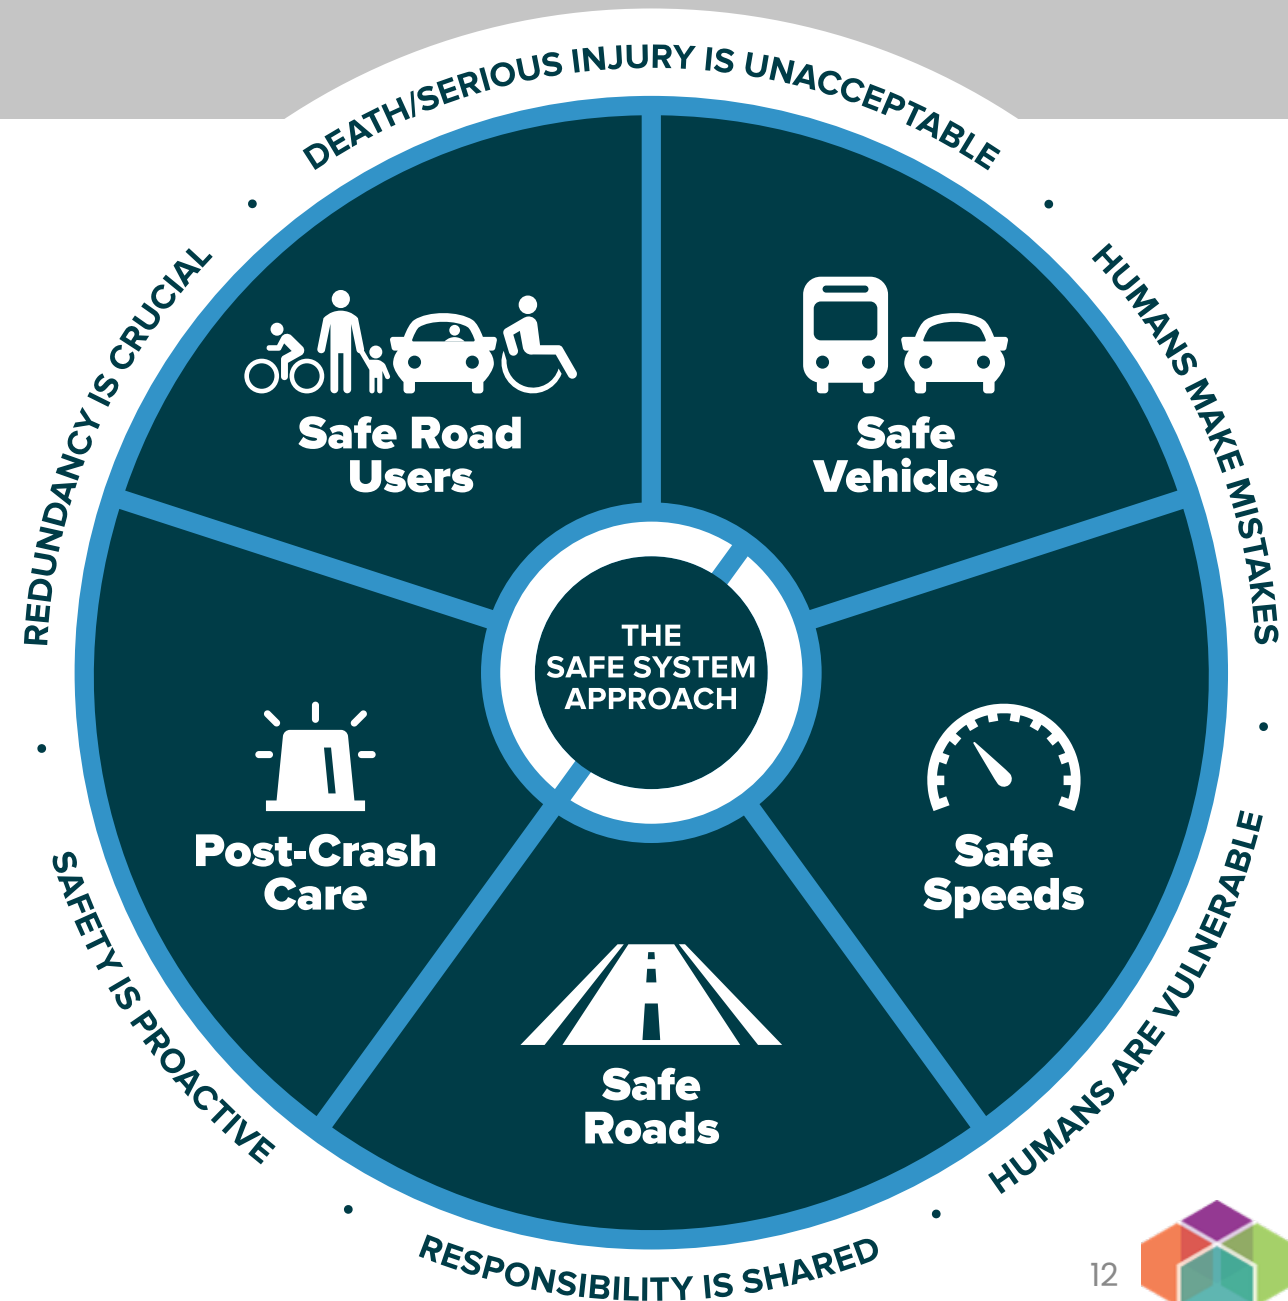 DEATH/SERIOUS INJURY IS UNACCEPTABLE
HUMANS MAKE MISTAKES
HUMANS ARE VULNERABLE
RESPONSIBILITY IS SHARED
SAFETY IS PROACTIVE
REDUNDANCY IS CRUCIAL
Safe Road
Users
Safe
Vehicles
THE
SAFE SYSTEM
APPROACH
Post-Crash
Care
Safe
Speeds
Safe
Roads
12